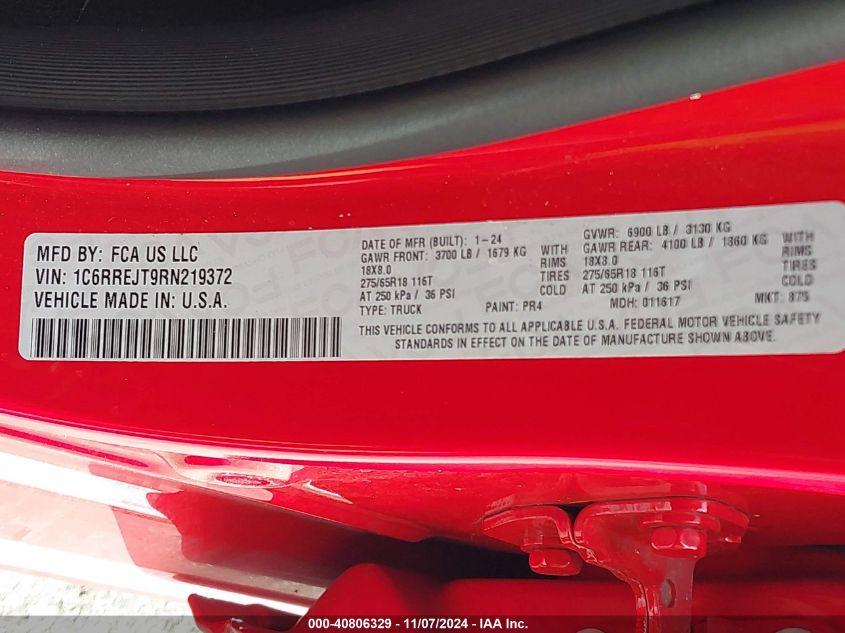 MFD BY: FCA US LLC
VIN: 1C6RREJT9RN219372
VEHICLE MADE IN: U.S.A.
DATE OF MFR (BUILT): 1-24
GAWR FRONT: 3700 LB / 1679 KG WITH
18X8.0 RIMS
275/65R18 116T TIRES
AT 250 kPa / 36 PSI COLD
TYPE: TRUCK PAINT: PR4
GVWR: 6900 LB / 3130 KG
GAWR REAR: 4100 LB / 1860 KG WITH
18X8.0 RIMS
275/65R18 116T TIRES
AT 250 kPa / 36 PSI COLD
MDH: 011617 MKT: 875
THIS VEHICLE CONFORMS TO ALL APPLICABLE U.S.A. FEDERAL MOTOR VEHICLE SAFETY
STANDARDS IN EFFECT ON THE DATE OF MANUFACTURE SHOWN ABOVE.
000-40806329 - 11/07/2024 - IAA Inc.